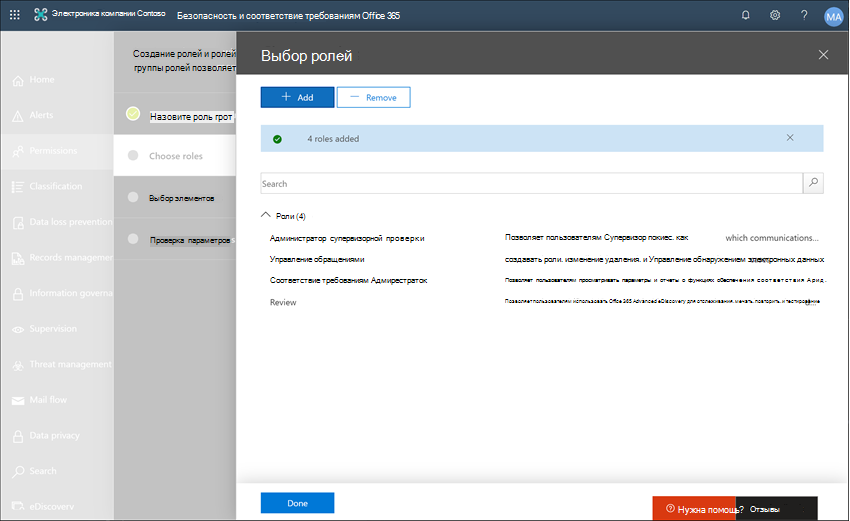 Электроника компании Contoso
Безопасность и соответствие требованиям Office 365
?
MA
Home
Alerts
Permissions
Classification
Data loss prevention
Records managemen
Information governa
Supervision
Threat management
Mail flow
Data privacy
Search
eDiscovery
Создание ролей и ролей
группы ролей позволяет
Назовите роль грот
Choose roles
Выбор элементов
Проверка параметров
Выбор ролей
+ Add
— Remove
4 roles added
Search
Роли (4)
Администратор супервизорной проверки
Позволяет пользователям Супервизор покиес. как which communications...
Управление обращениями
создавать роли. изменение удаления. и Управление обнаружением электронных данных
Соответствие требованиям Адмирестраток
Позволяет пользователям просматривать параметры и отчеты о функциях обеспечения соответствия Арид.
Review
Позволяет пользователям использовать Office 365 Advanced eDiscovery для отслеживания, мечать, повторить, и тестирование
Done
Нужна помощь?
Отзывы